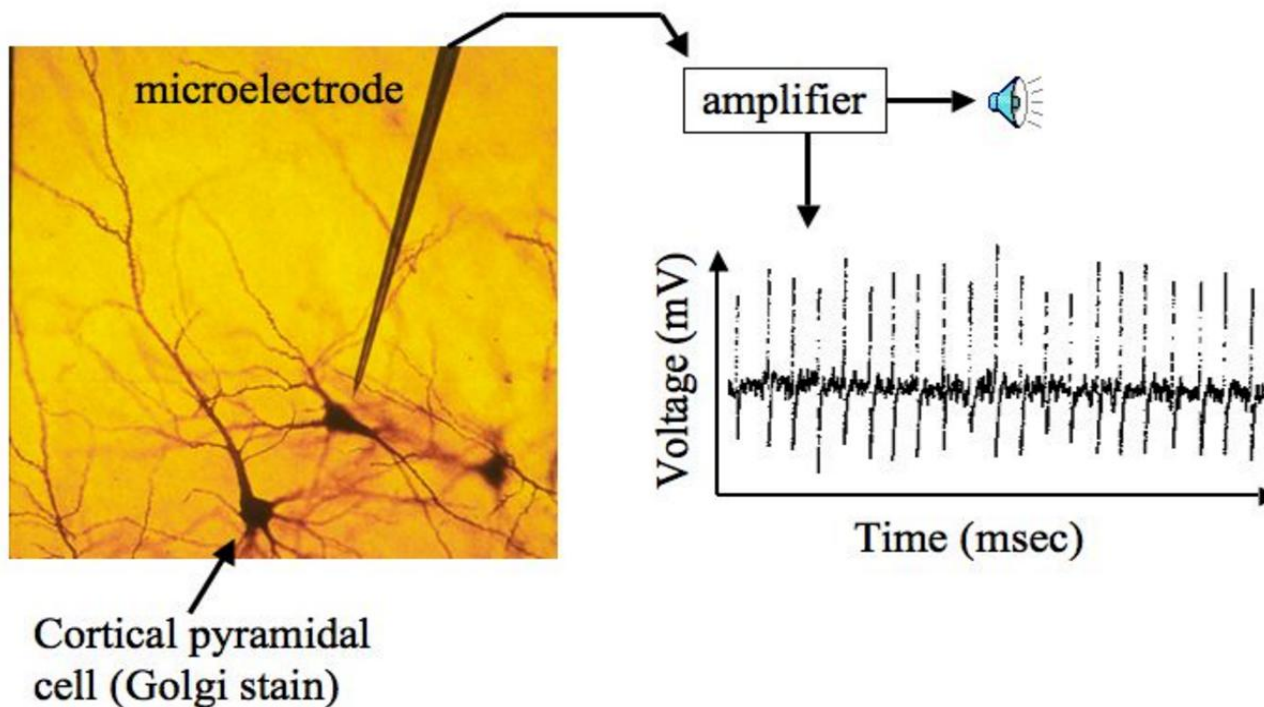 microelectrode
amplifier
Voltage (mV)
Time (msec)
Cortical pyramidal
cell (Golgi stain)